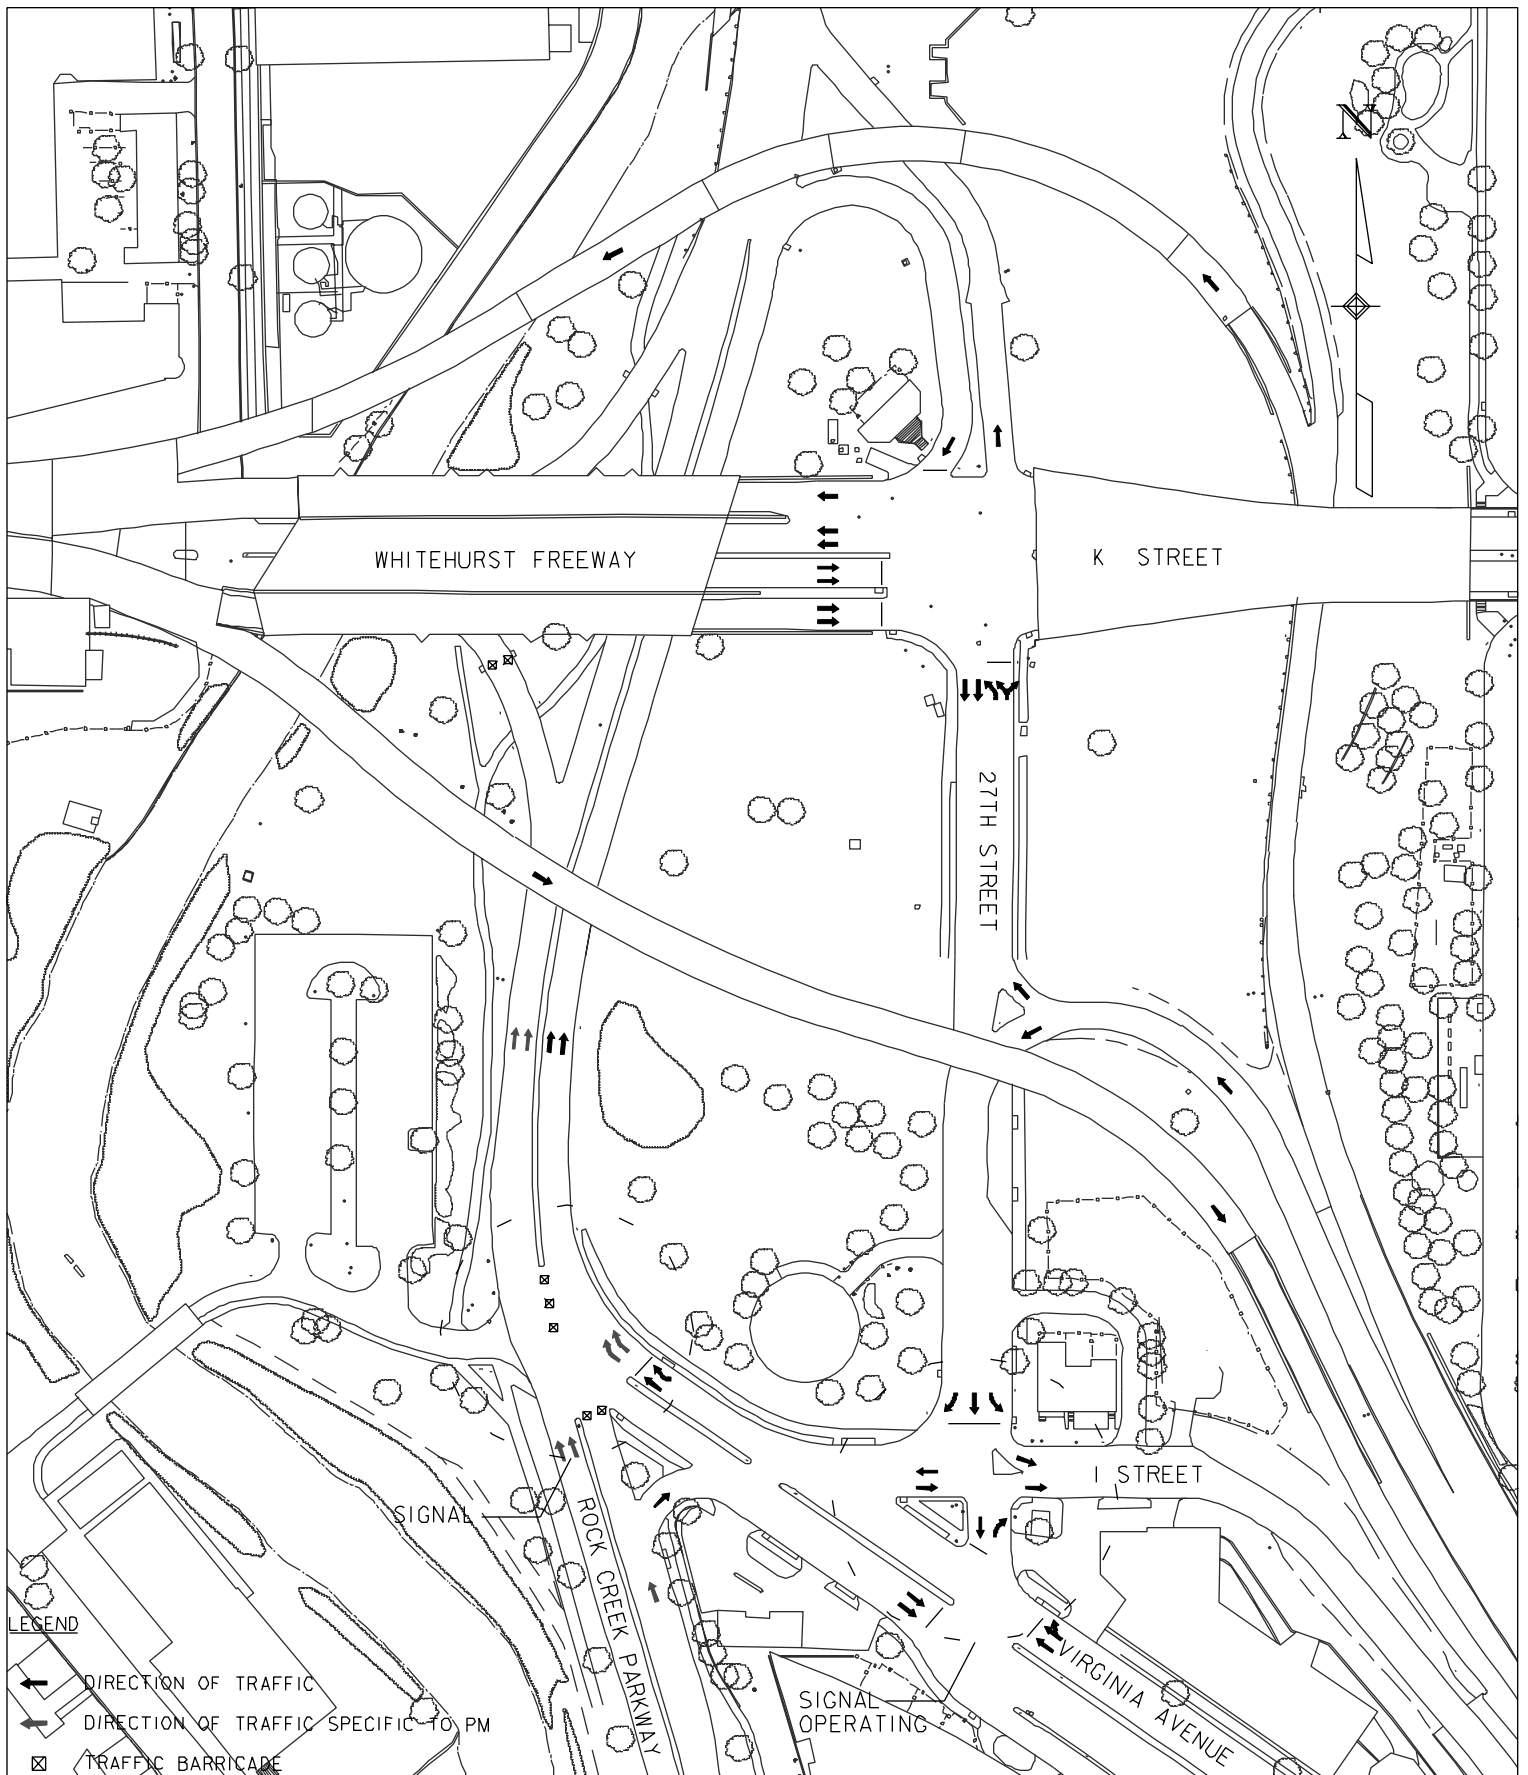 N
WHITEHURST FREEWAY
K STREET
27TH STREET
I STREET
SIGNAL
ROCK CREEK PARKWAY
LEGEND
DIRECTION OF TRAFFIC
DIRECTION OF TRAFFIC SPECIFIC TO PM
TRAFFIC BARRICADE
SIGNAL
OPERATING
VIRGINIA AVENUE